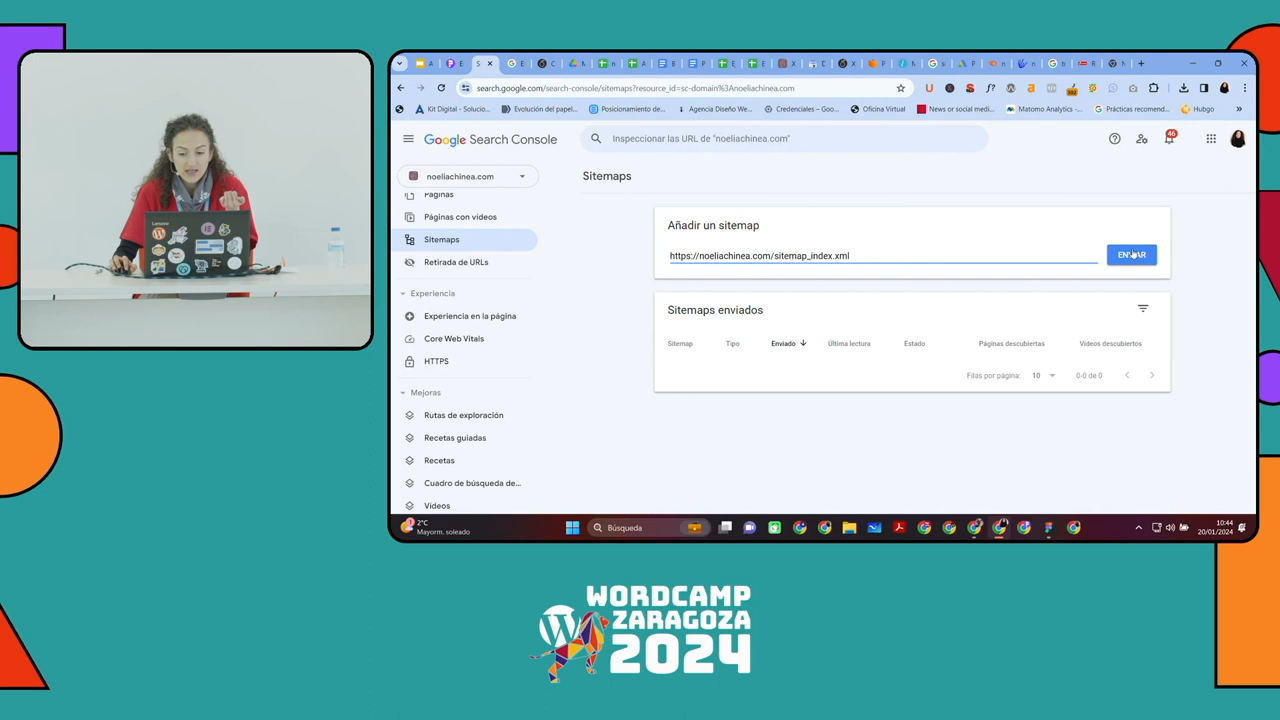 search.google.com/search-console/sitemaps?resource_id=sc-domain%3Anoeliachinea.com
Kit Digital - Solucio...
Evolución del papel...
Posicionamiento de...
Agencia Diseño We...
Credenciales – Goo...
Oficina Virtual
News or social medi...
Matomo Analytics -...
Prácticas recomend...
Hubgo
»
Google Search Console
Inspeccionar las URL de "noeliachinea.com"
46
noeliachinea.com
Sitemaps
Páginas
Páginas con vídeos
Sitemaps
Retirada de URLs
Experiencia
Experiencia en la página
Core Web Vitals
HTTPS
Mejoras
Rutas de exploración
Recetas guiadas
Recetas
Cuadro de búsqueda de...
Vídeos
Añadir un sitemap
https://noeliachinea.com/sitemap_index.xml
ENVIAR
Sitemaps enviados
Sitemap Tipo Enviado Última lectura Estado Páginas descubiertas Vídeos descubiertos
Filas por página: 10 0-0 de 0
2°C
Mayorm. soleado
Búsqueda
10:44
20/01/2024
Lenovo
WORDCAMP
ZARAGOZA
2024